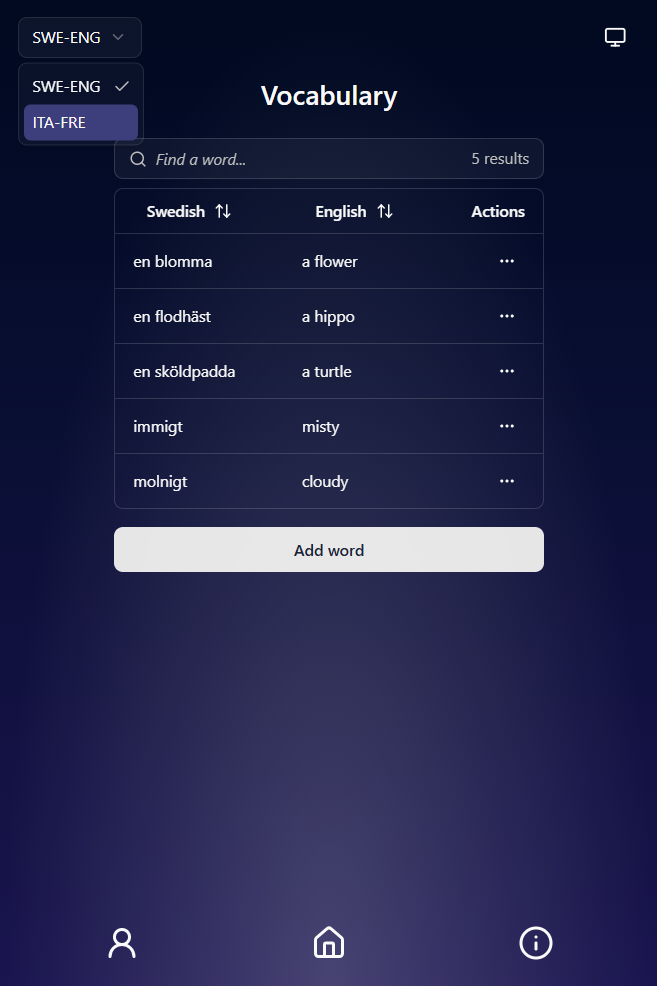 SWE-ENG
SWE-ENG
ITA-FRE
Vocabulary
Find a word... 5 results
Swedish English Actions
en blomma a flower
en flodhäst a hippo
en sköldpadda a turtle
immigt misty
molnigt cloudy
Add word